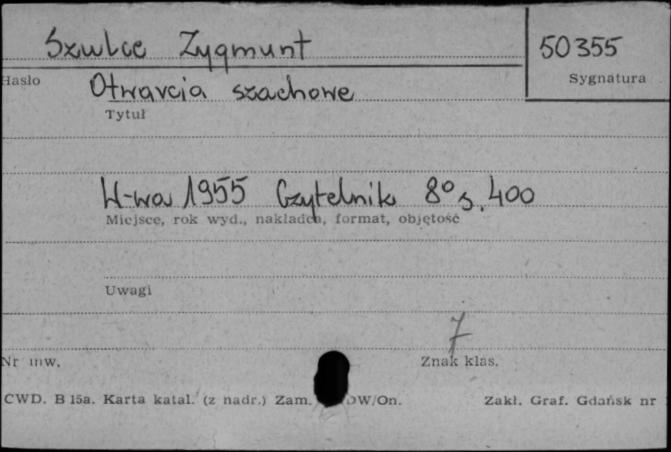 Szulce Zygmunt
50355
Hasło
Sygnatura
Otwarcia szachowe
Tytuł
W-wa 1955 Czytelnik 8° s. 400
Miejsce, rok wyd., nakładca, format, objętość
Uwagi
7
Nr inw.
Znak klas.
CWD. B 15a. Karta katal. (z nadr.) Zam. DW/On.
Zakł. Graf. Gdańsk nr